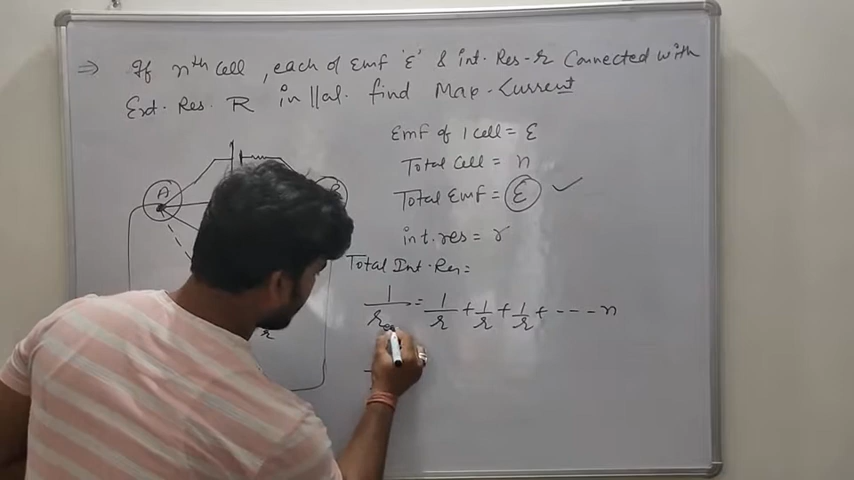 ⇒ If nth cell, each of Emf 'ε' & int. Res-r Connected with
Ext. Res. R in ||al. find Max. Current
Emf of 1 cell = ε
Total Cell = n
Total Emf = ε ✓
int.res = r
Total Int. Res =
1/r = 1/r + 1/r + 1/r + - - - - n
A
r